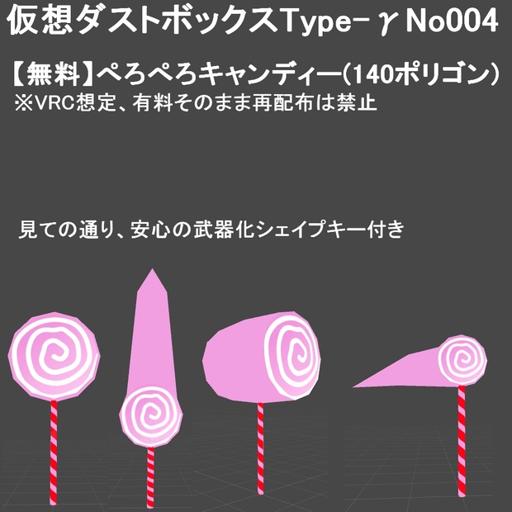 仮想ダストボックスType-γNo004
【無料】ぺろぺろキャンディー(140ポリゴン)
※VRC想定、有料そのまま再配布は禁止
見ての通り、安心の武器化シェイプキー付き